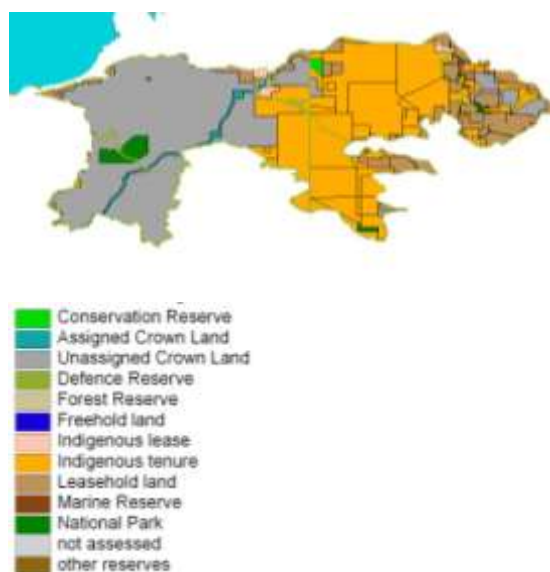 Conservation Reserve
Assigned Crown Land
Unassigned Crown Land
Defence Reserve
Forest Reserve
Freehold land
Indigenous lease
Indigenous tenure
Leasehold land
Marine Reserve
National Park
not assessed
other reserves